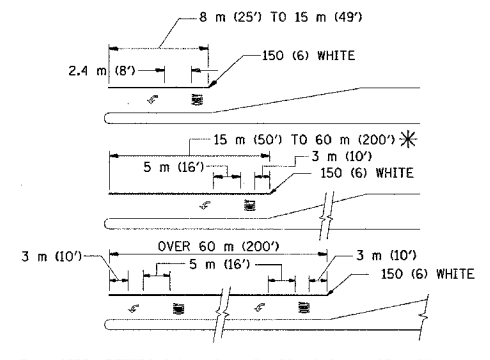 8 m (25') TO 15 m (49')
150 (6) WHITE
2.4 m (8')
15 m (50') TO 60 m (200') *
5 m (16')
3 m (10')
150 (6) WHITE
OVER 60 m (200')
3 m (10')
5 m (16')
3 m (10')
150 (6) WHITE